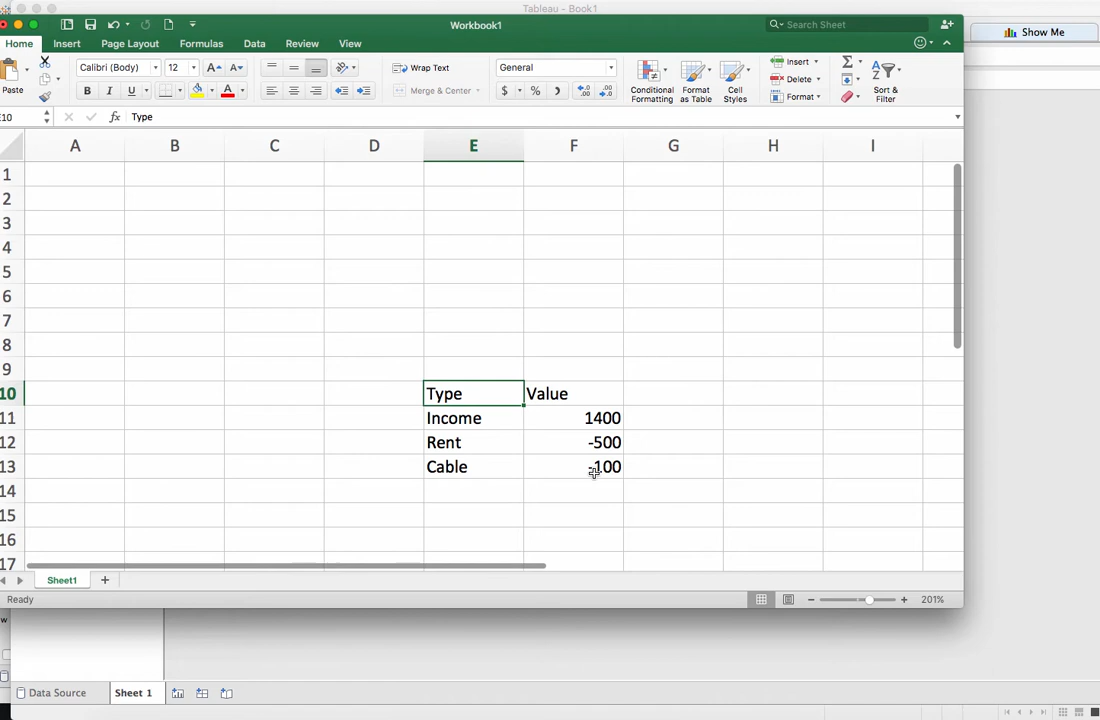 Tableau - Book1
Workbook1
Search Sheet
Show Me
Home Insert Page Layout Formulas Data Review View
Paste
Calibri (Body) 12
B I U
Wrap Text
Merge & Center
General
$ % )
Conditional Formatting
Format as Table
Cell Styles
Insert
Delete
Format
Sort & Filter
E10 fx Type
A B C D E F G H I
1
2
3
4
5
6
7
8
9
10 Type Value
11 Income 1400
12 Rent -500
13 Cable -100
14
15
16
17
Sheet1 +
Ready 201%
Data Source Sheet 1